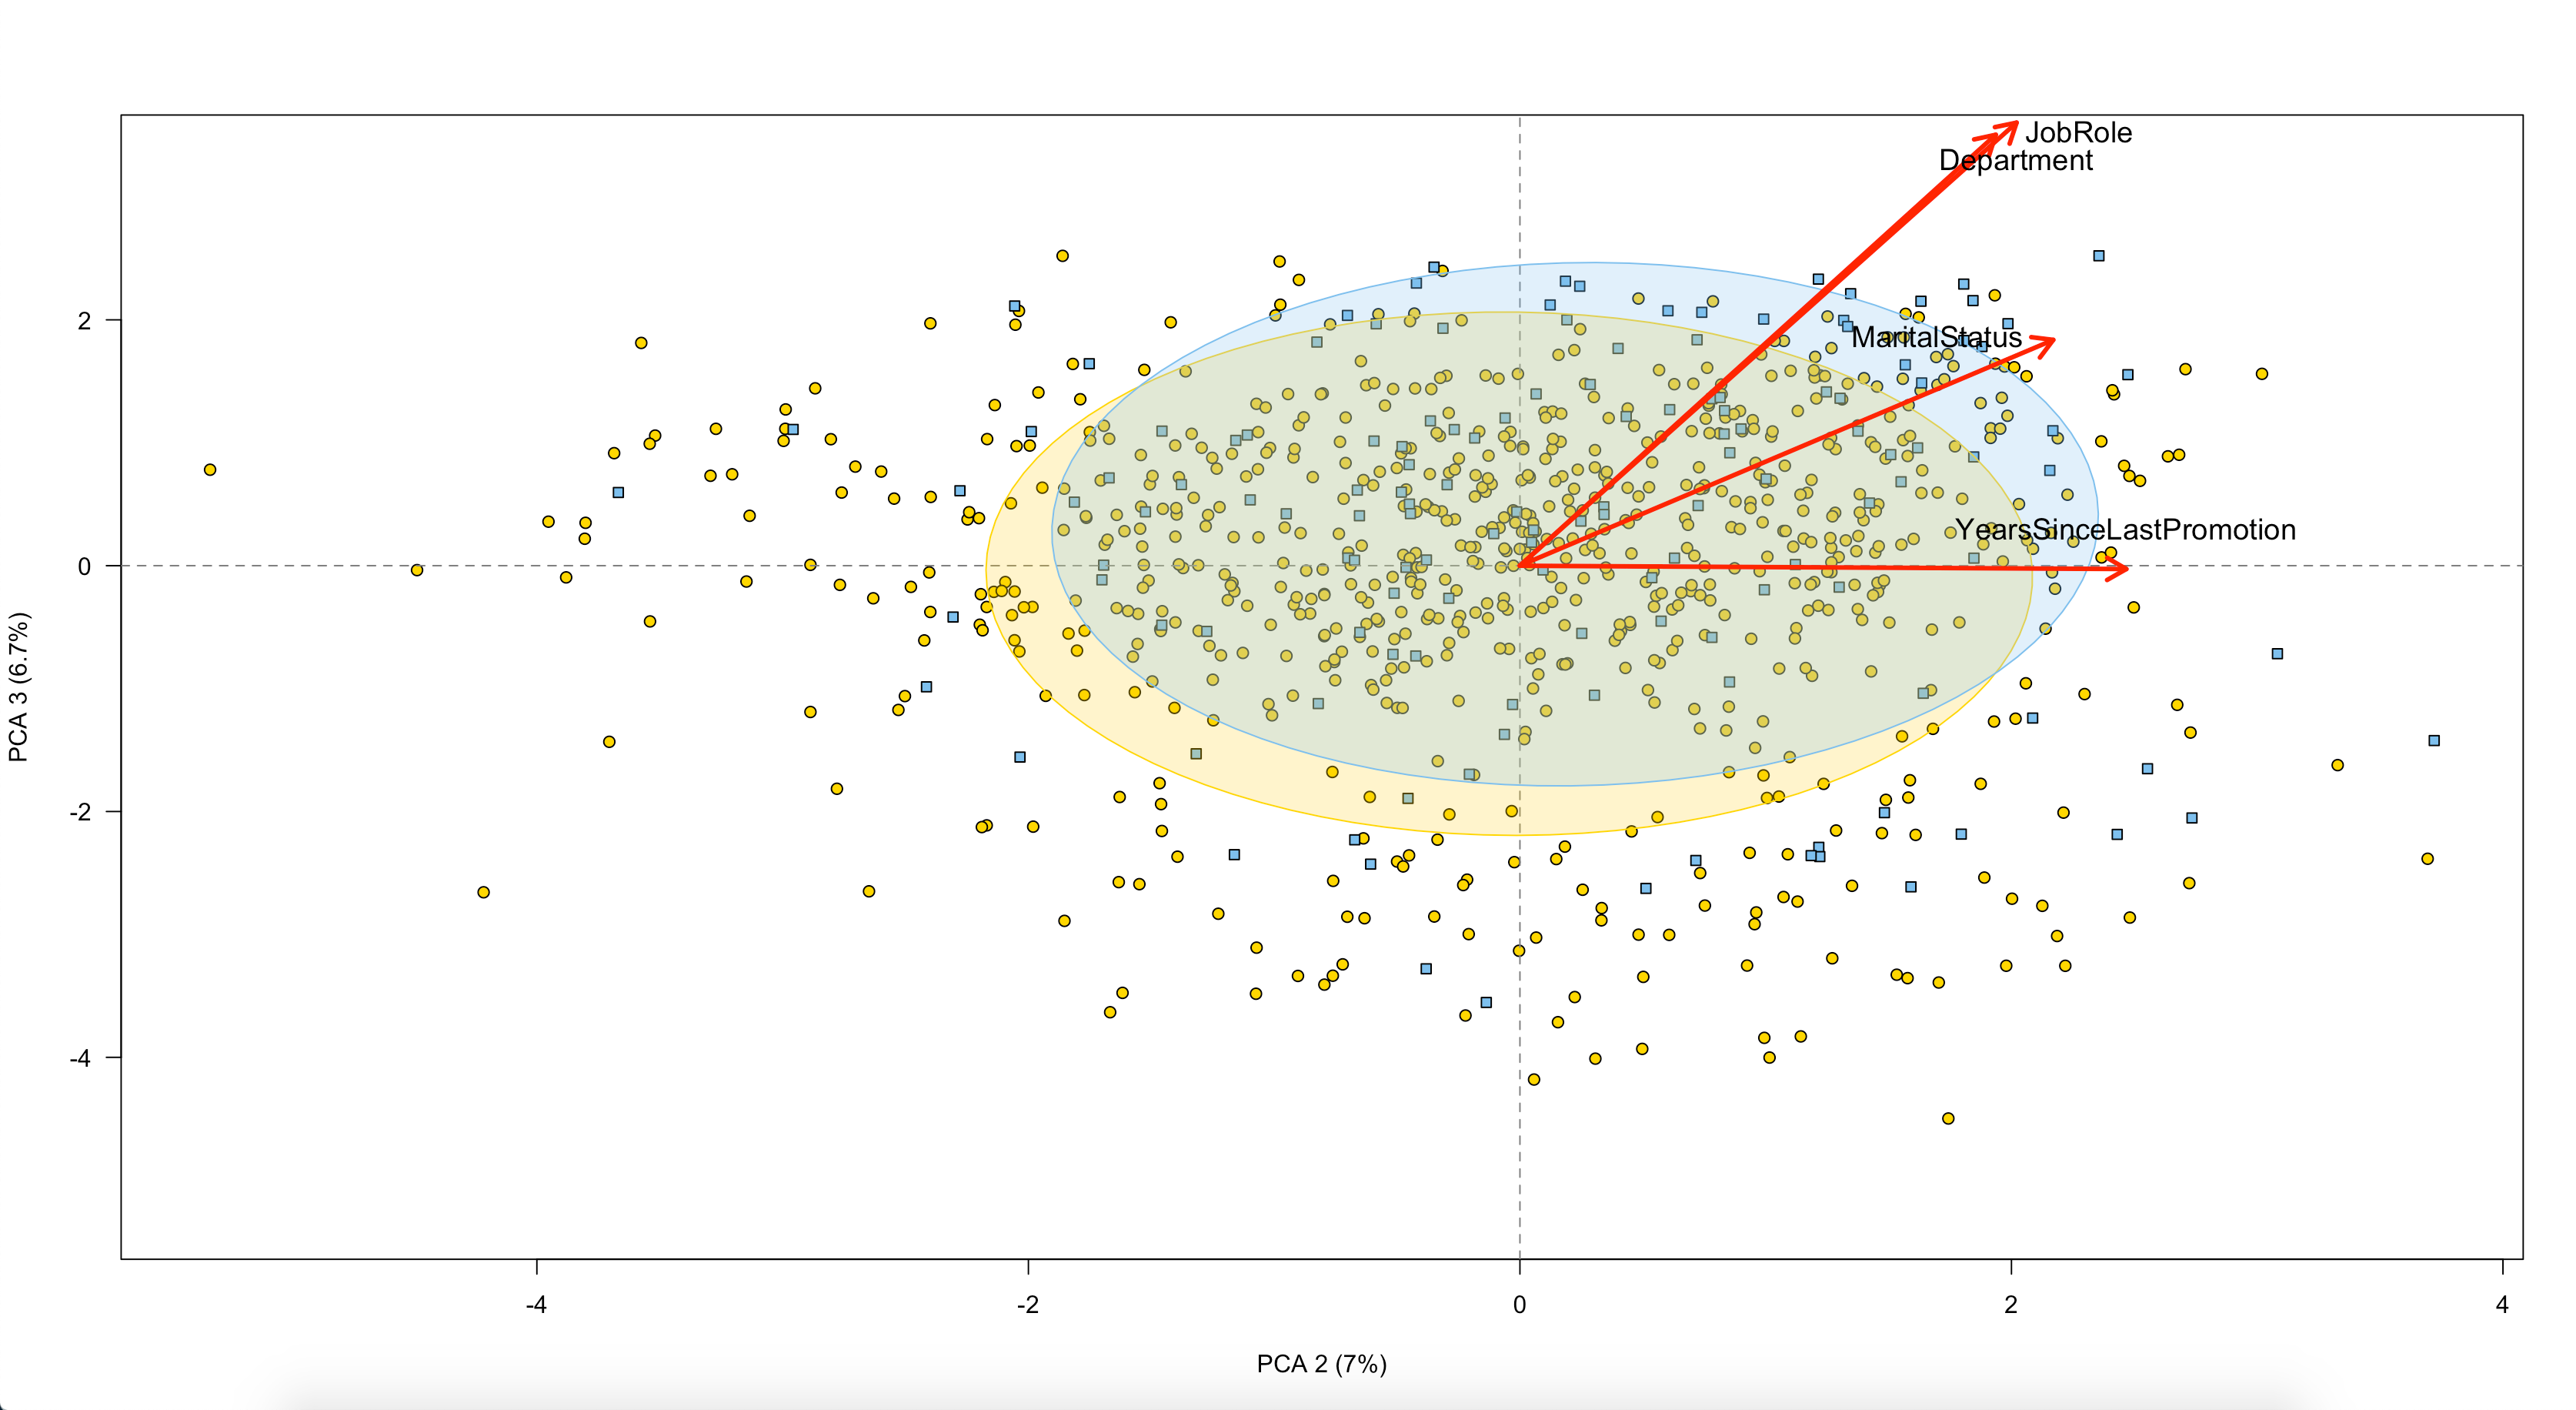 JobRole
Department
MaritalStatus
YearsSinceLastPromotion
2
0
-2
-4
PCA 3 (6.7%)
-4
-2
0
2
4
PCA 2 (7%)